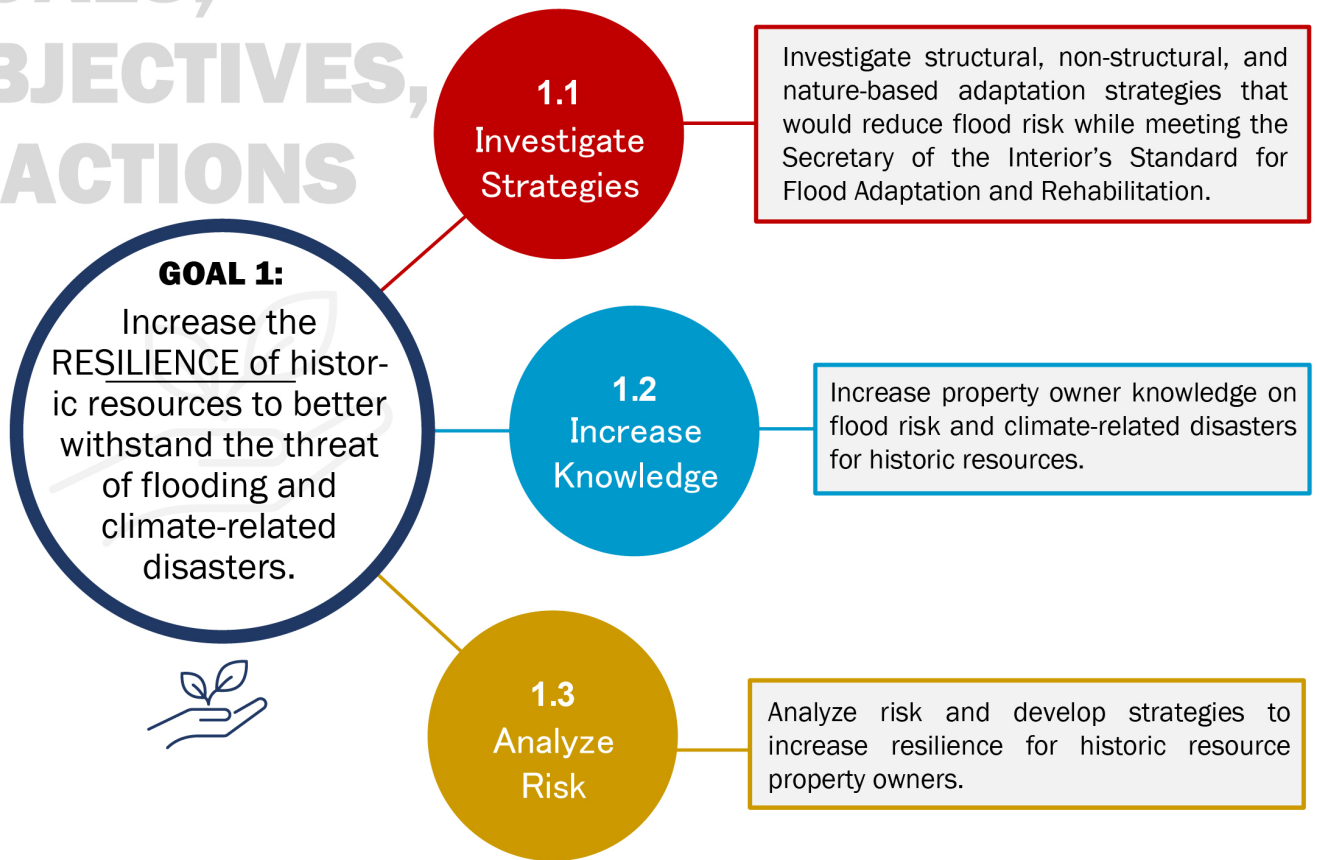 BJECTIVES,
ACTIONS
GOAL 1:
Increase the
RESILIENCE of histor-
ic resources to better
withstand the threat
of flooding and
climate-related
disasters.
1.1
Investigate
Strategies
Investigate structural, non-structural, and
nature-based adaptation strategies that
would reduce flood risk while meeting the
Secretary of the Interior's Standard for
Flood Adaptation and Rehabilitation.
1.2
Increase
Knowledge
Increase property owner knowledge on
flood risk and climate-related disasters
for historic resources.
1.3
Analyze
Risk
Analyze risk and develop strategies to
increase resilience for historic resource
property owners.